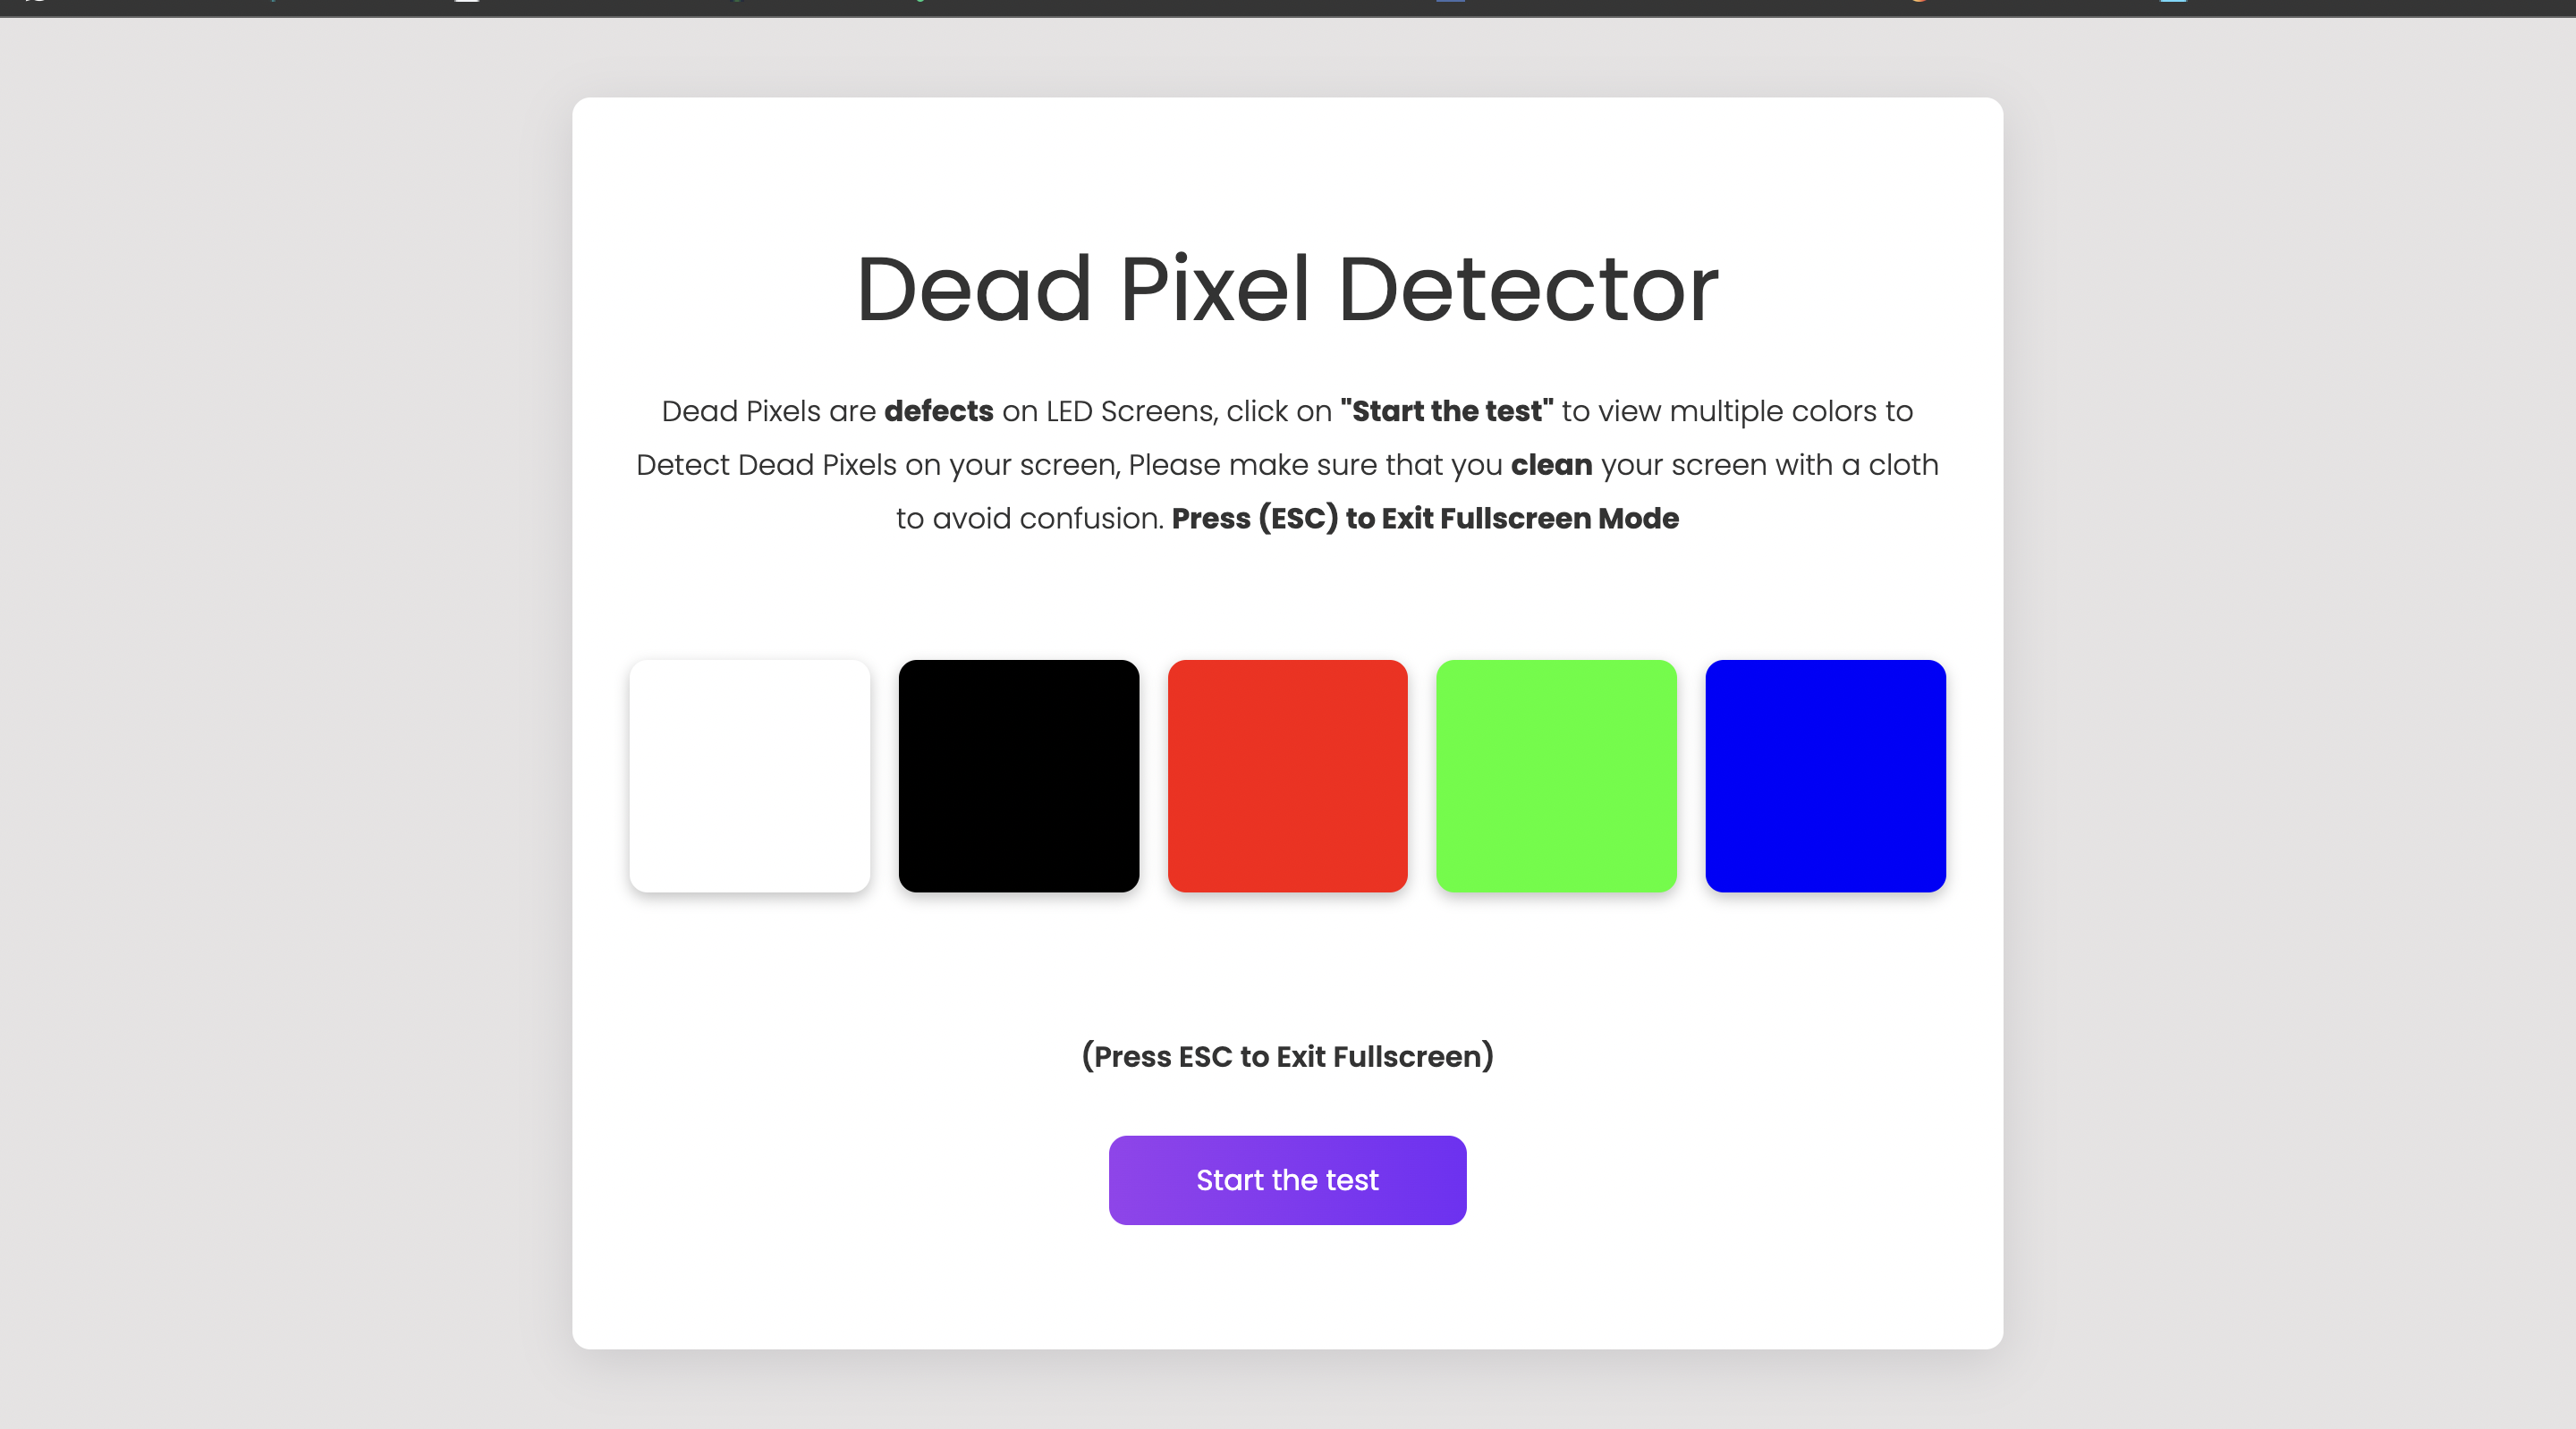 Dead Pixel Detector
Dead Pixels are defects on LED Screens, click on "Start the test" to view multiple colors to
Detect Dead Pixels on your screen, Please make sure that you clean your screen with a cloth
to avoid confusion. Press (ESC) to Exit Fullscreen Mode
(Press ESC to Exit Fullscreen)
Start the test